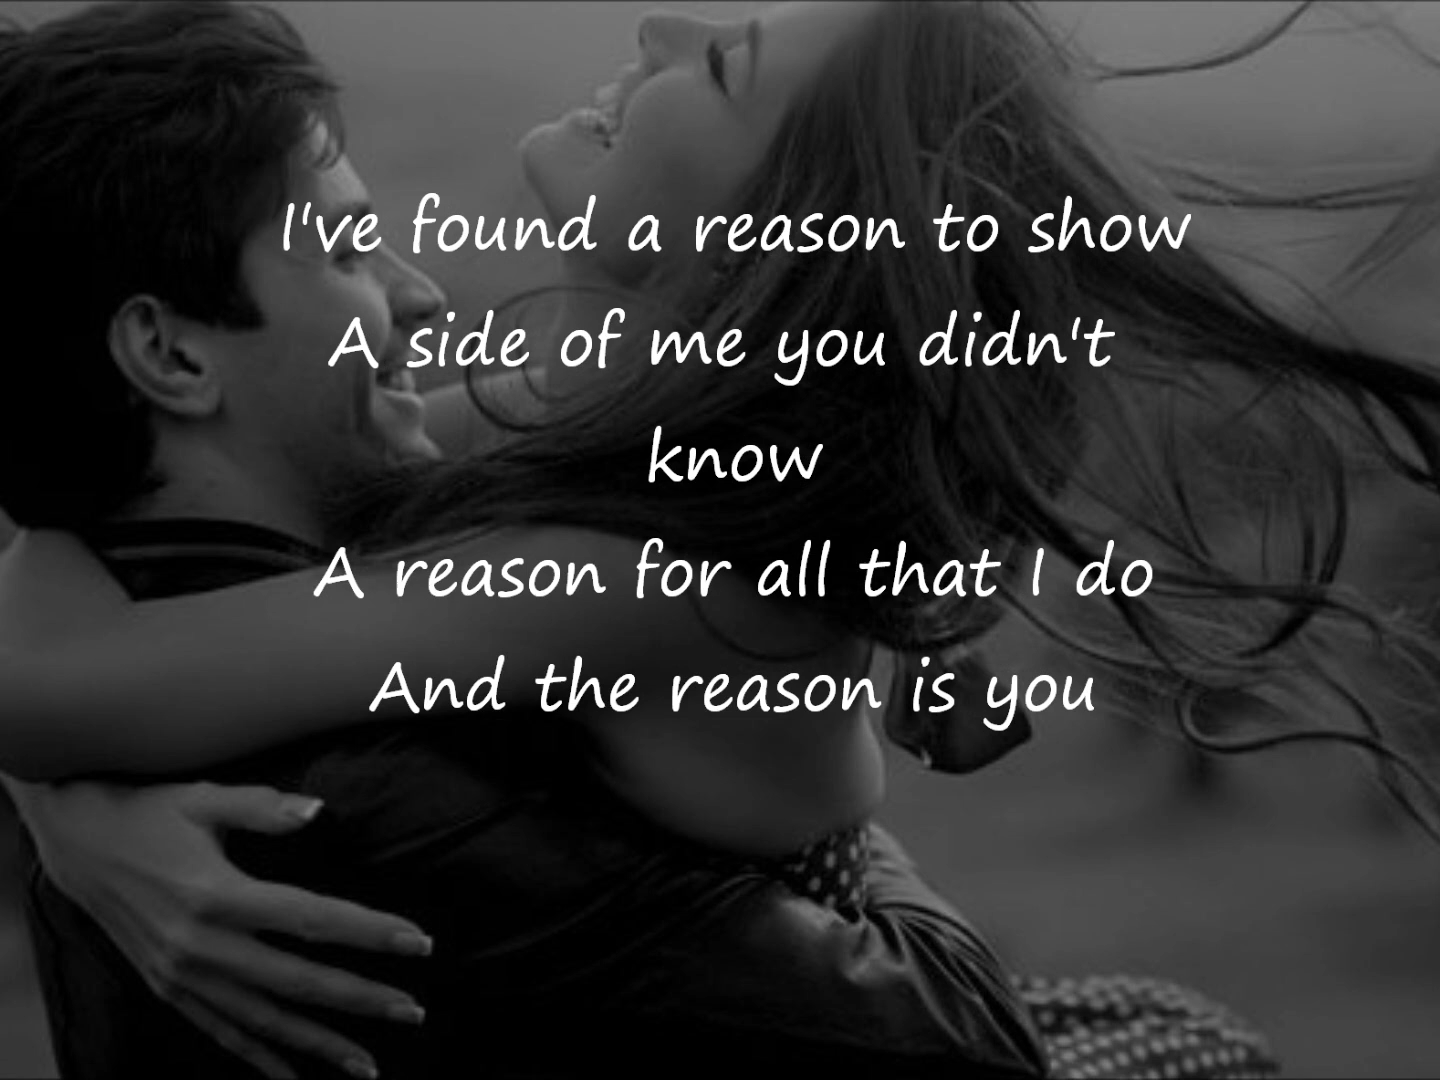 I've found a reason to show
A side of me you didn't
know
A reason for all that I do
And the reason is you